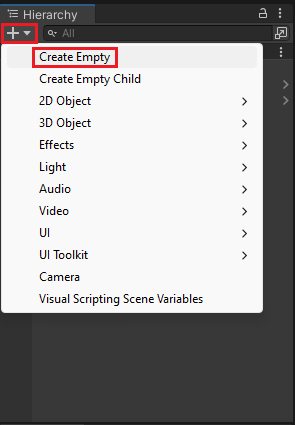 Hierarchy
All
Create Empty
Create Empty Child
2D Object
3D Object
Effects
Light
Audio
Video
UI
UI Toolkit
Camera
Visual Scripting Scene Variables